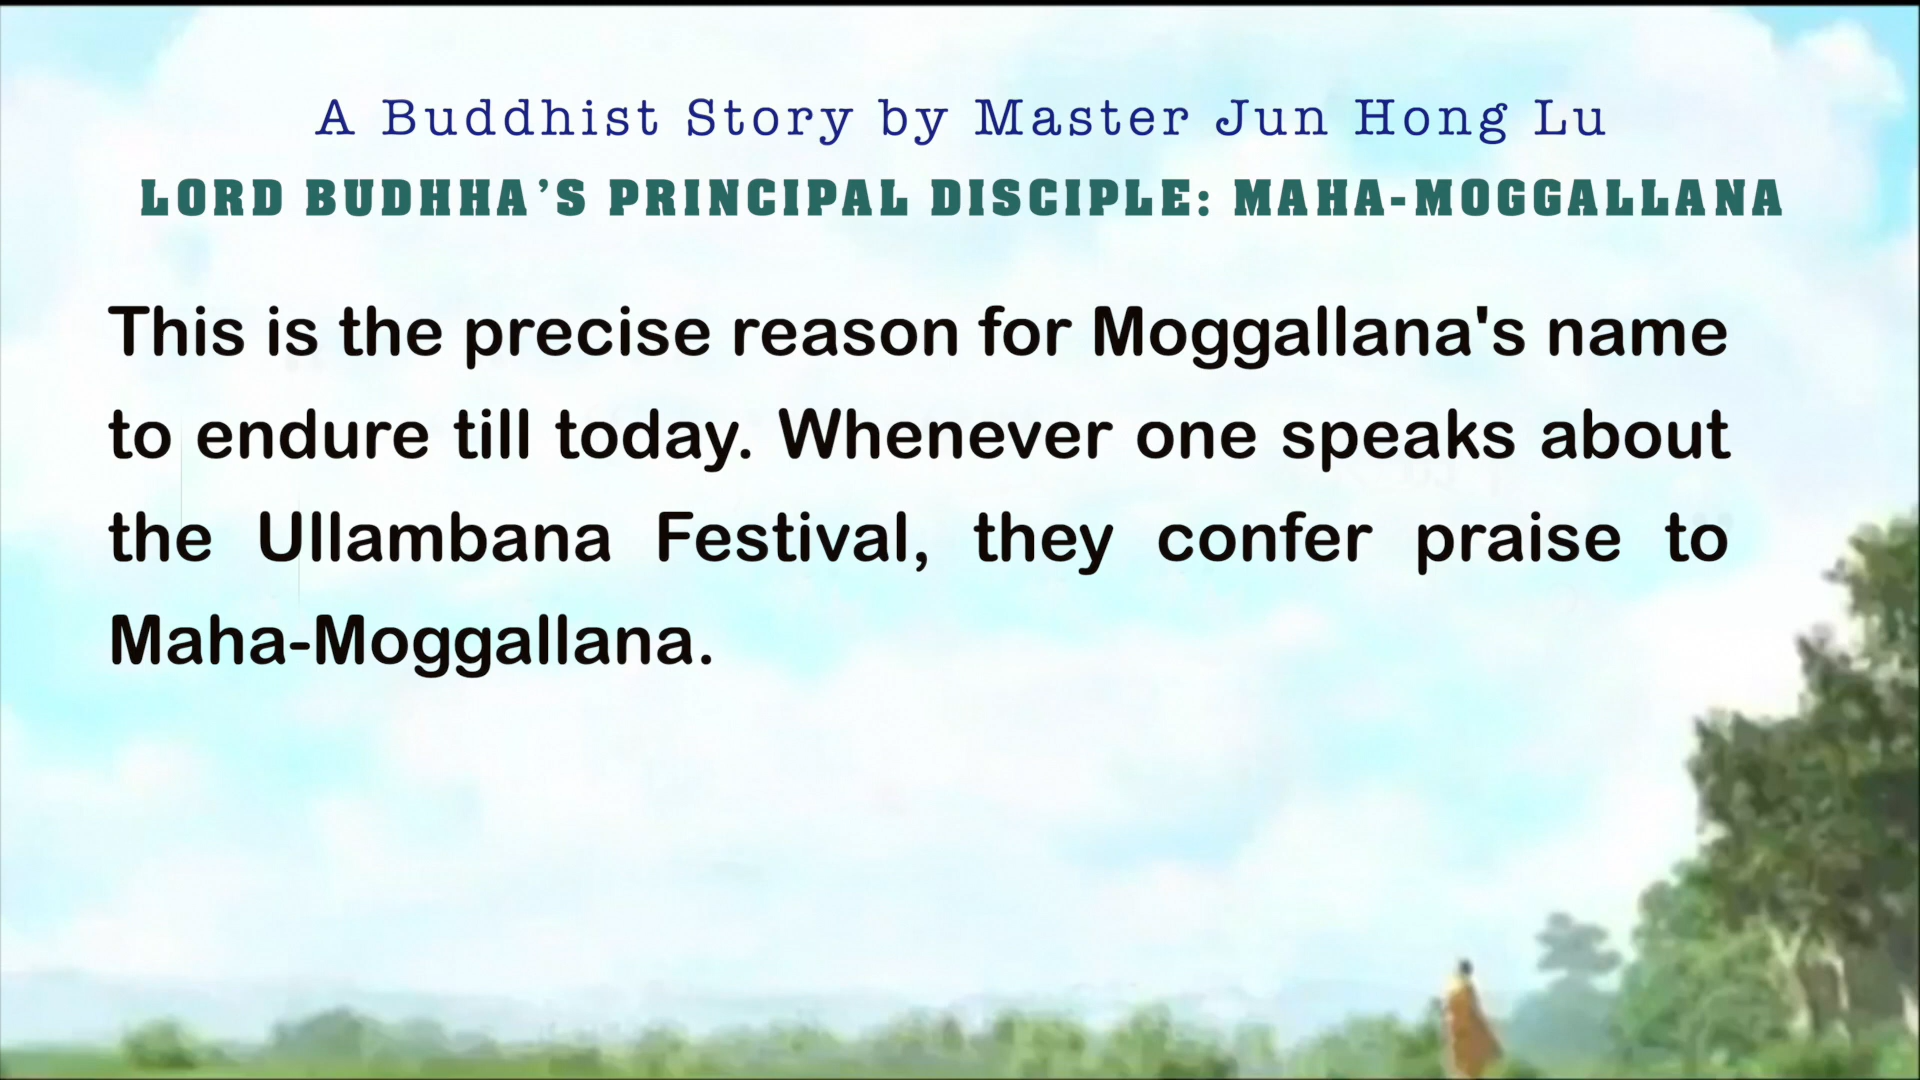 A Buddhist Story by Master Jun Hong Lu
LORD BUDHHA’S PRINCIPAL DISCIPLE: MAHA-MOGGALLANA
This is the precise reason for Moggallana's name
to endure till today. Whenever one speaks about
the Ullambana Festival, they confer praise to
Maha-Moggallana.